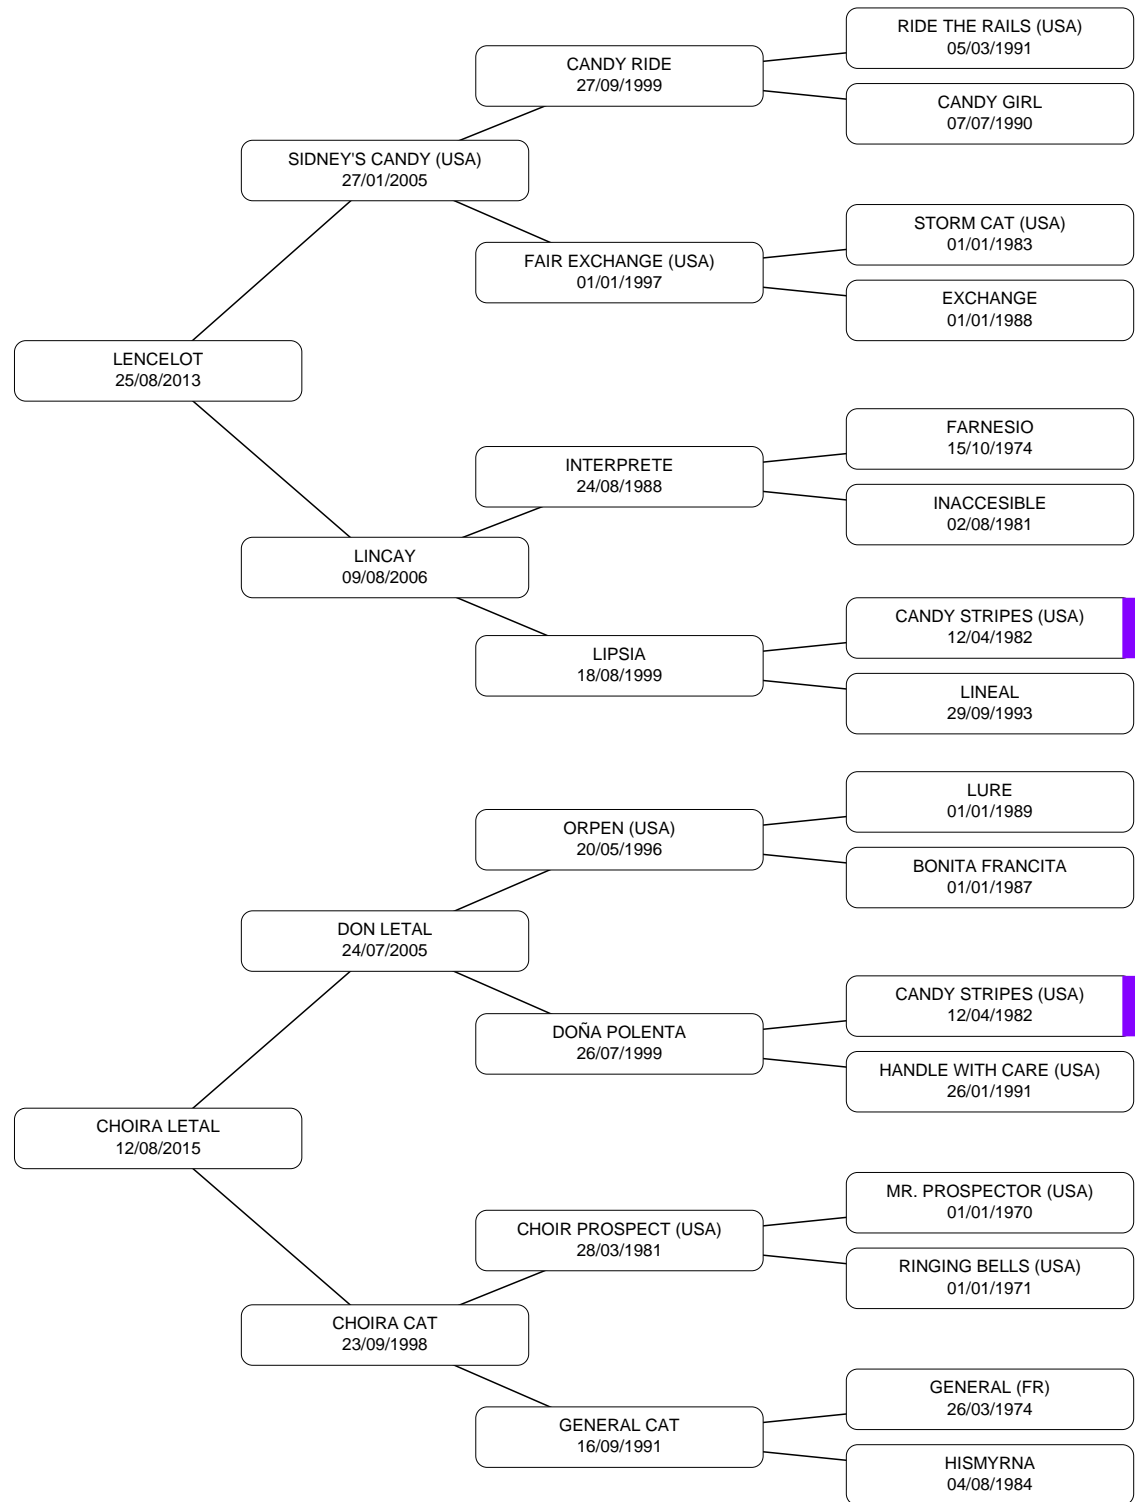 RIDE THE RAILS (USA)
05/03/1991
CANDY RIDE
27/09/1999
CANDY GIRL
07/07/1990
SIDNEY'S CANDY (USA)
27/01/2005
STORM CAT (USA)
01/01/1983
FAIR EXCHANGE (USA)
01/01/1997
EXCHANGE
01/01/1988
LENCELOT
25/08/2013
FARNESIO
15/10/1974
INTERPRETE
24/08/1988
INACCESIBLE
02/08/1981
LINCAY
09/08/2006
CANDY STRIPES (USA)
12/04/1982
LIPSIA
18/08/1999
LINEAL
29/09/1993
LURE
01/01/1989
ORPEN (USA)
20/05/1996
BONITA FRANCITA
01/01/1987
DON LETAL
24/07/2005
CANDY STRIPES (USA)
12/04/1982
DOÑA POLENTA
26/07/1999
HANDLE WITH CARE (USA)
26/01/1991
CHOIRA LETAL
12/08/2015
MR. PROSPECTOR (USA)
01/01/1970
CHOIR PROSPECT (USA)
28/03/1981
RINGING BELLS (USA)
01/01/1971
CHOIRA CAT
23/09/1998
GENERAL (FR)
26/03/1974
GENERAL CAT
16/09/1991
HISMYRNA
04/08/1984